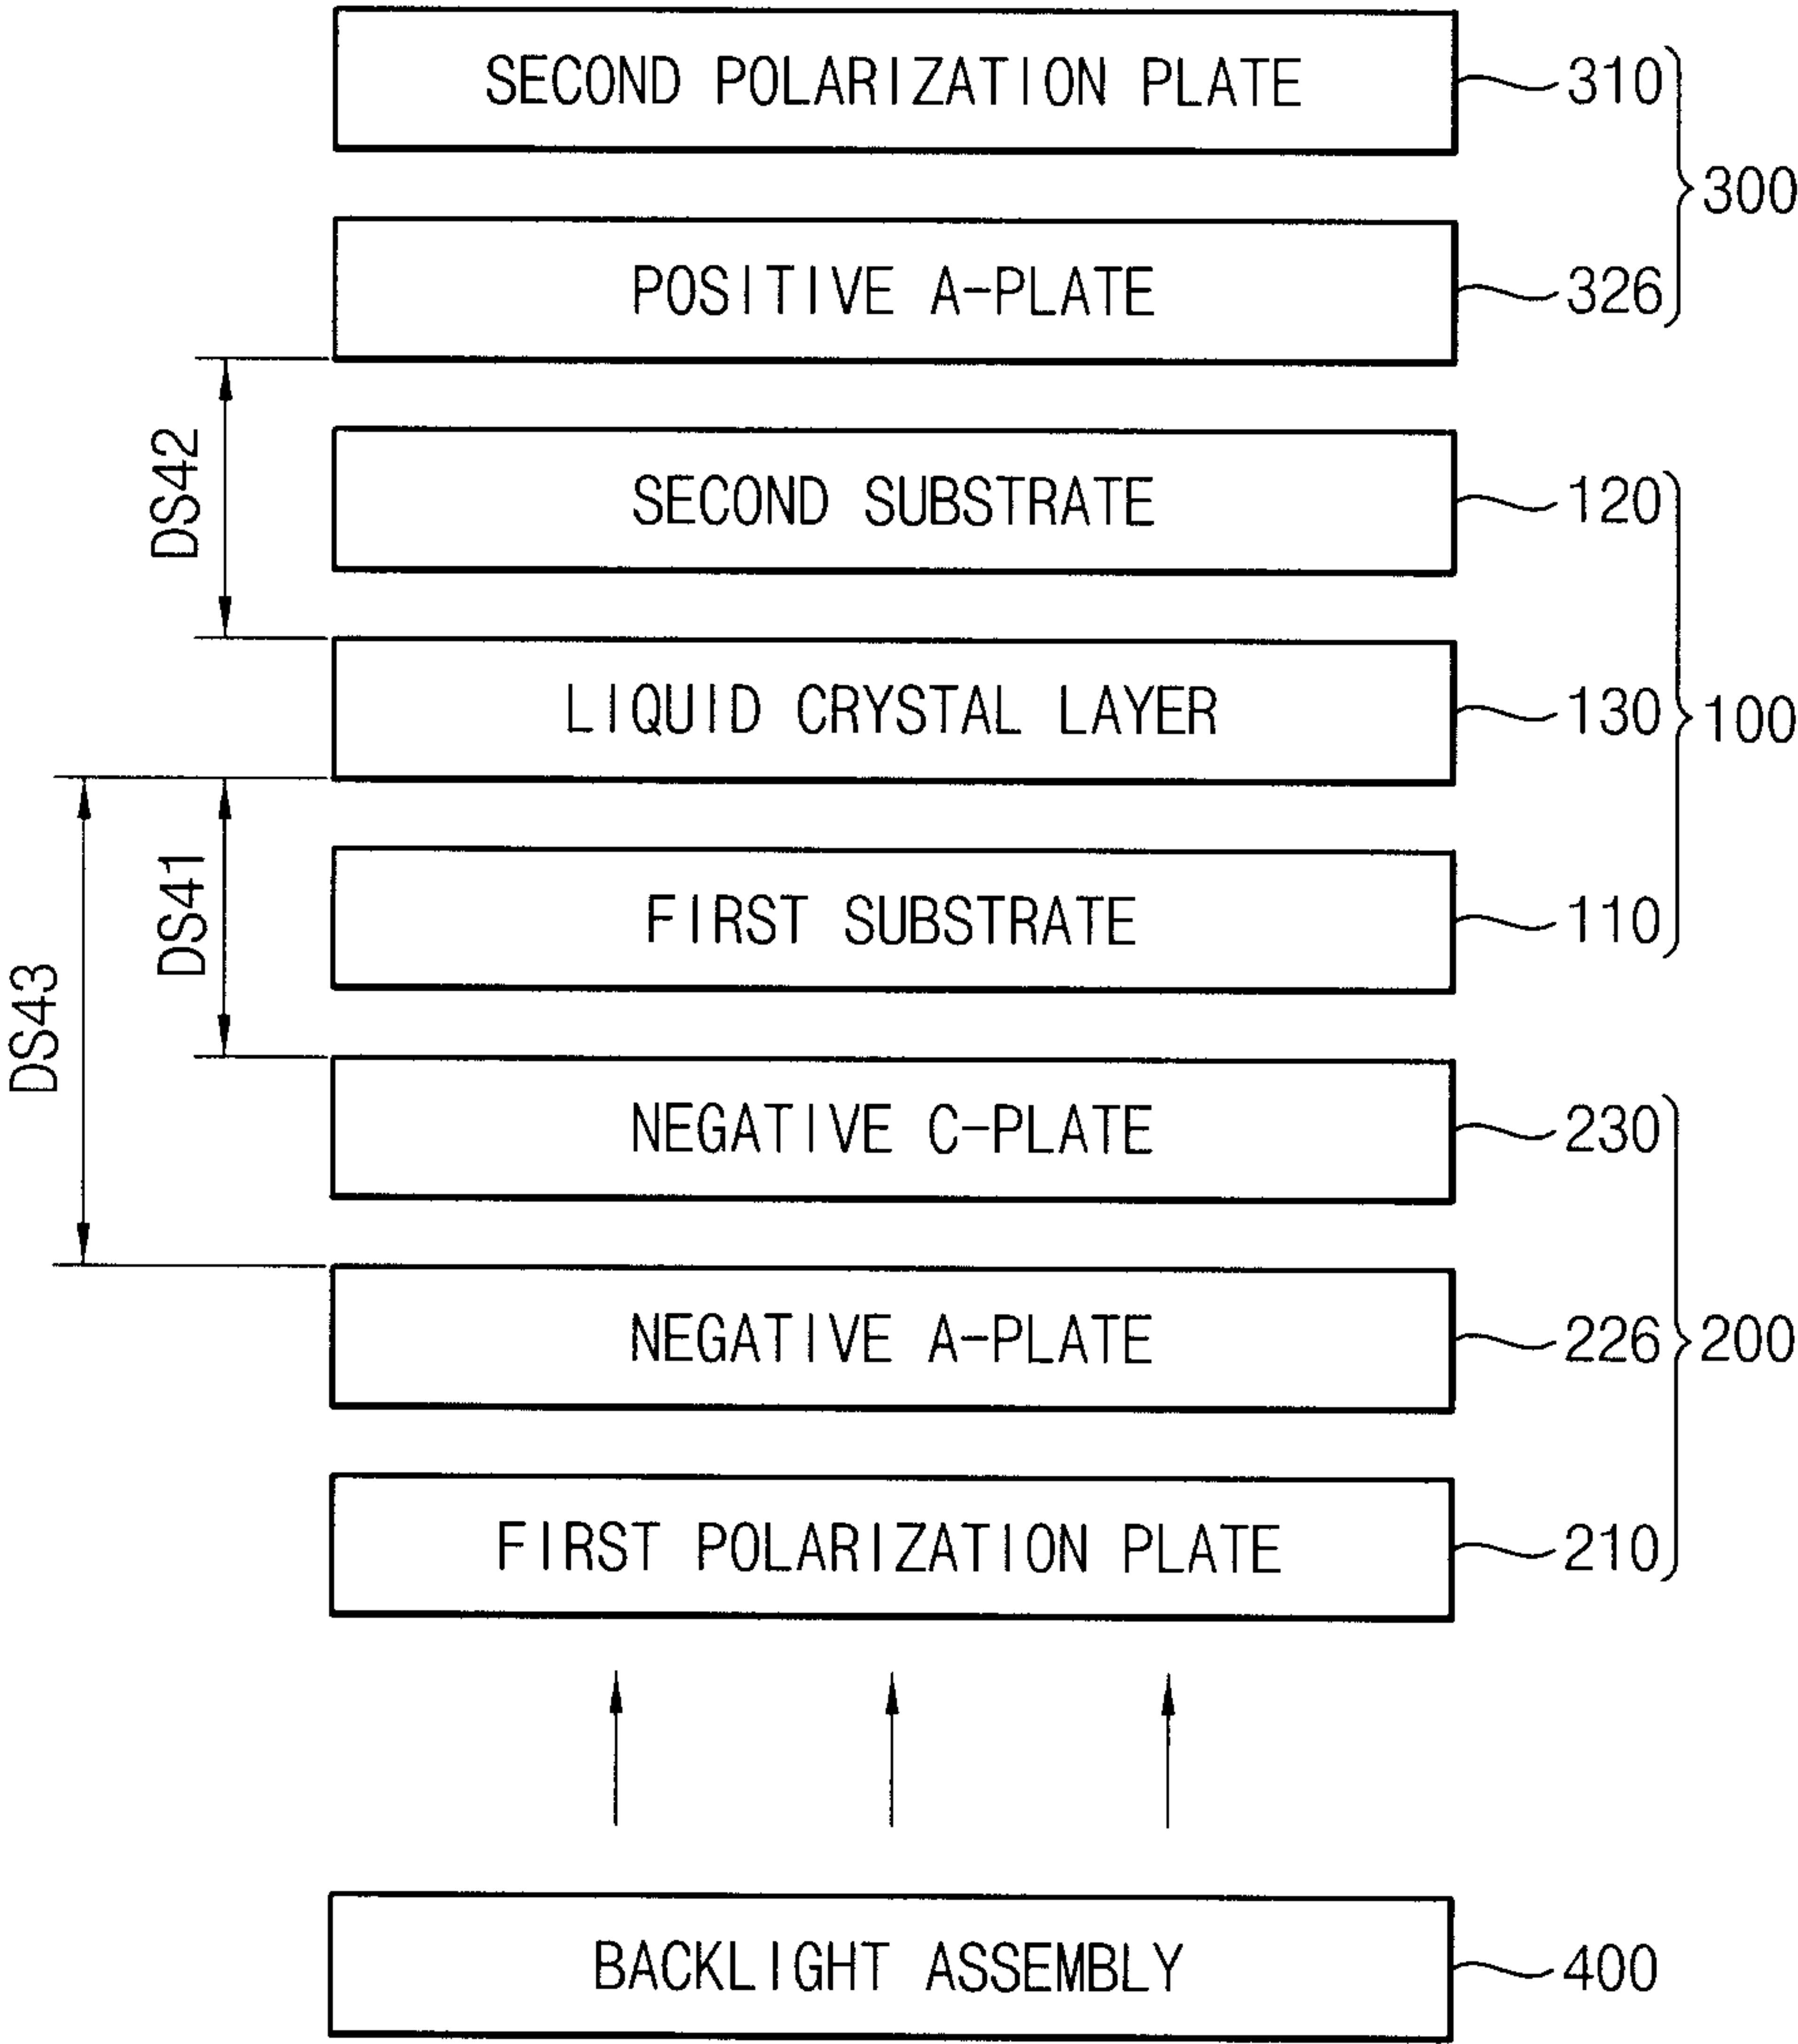 SECOND POLARIZATION PLATE 310
300
POSITIVE A-PLATE 326
DS42
SECOND SUBSTRATE 120
LIQUID CRYSTAL LAYER 130
100
DS41
FIRST SUBSTRATE 110
DS43
NEGATIVE C-PLATE 230
NEGATIVE A-PLATE 226
200
FIRST POLARIZATION PLATE 210
BACKLIGHT ASSEMBLY 400